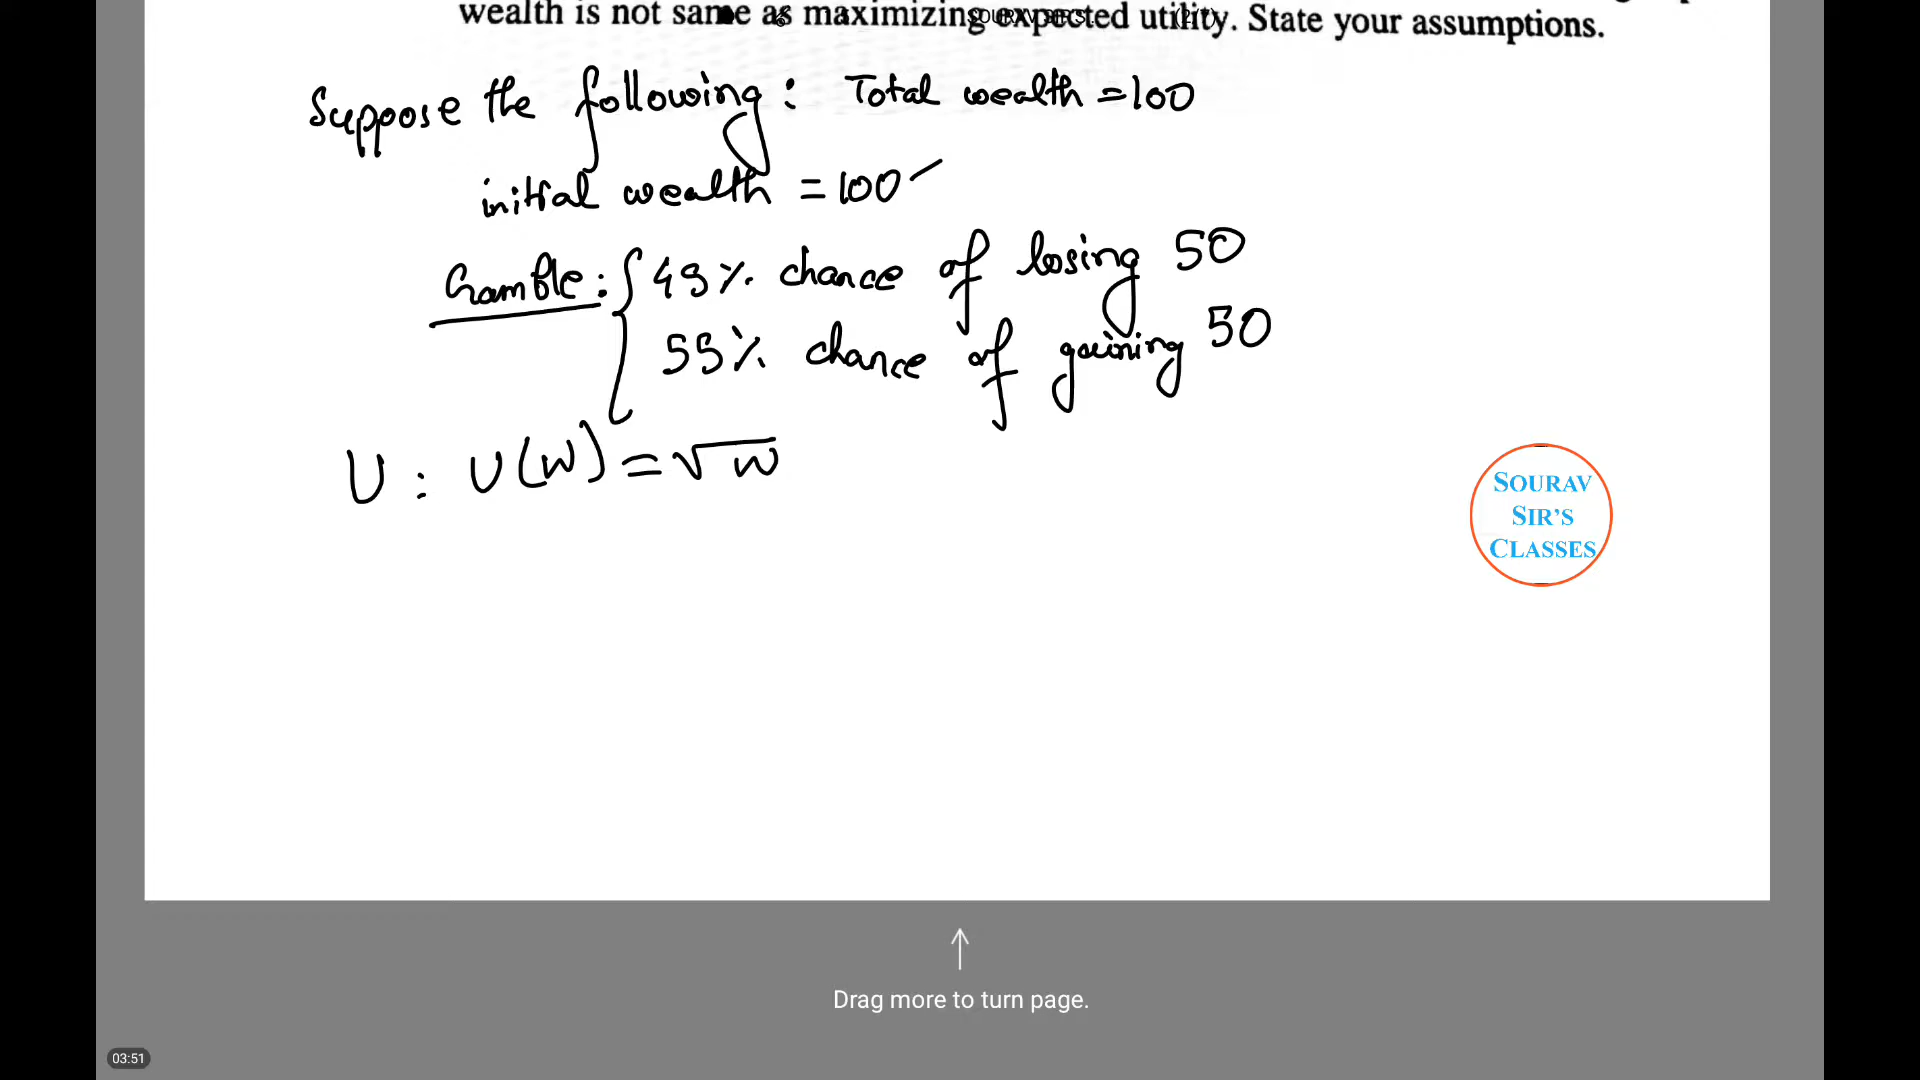 wealth is not same as maximizing expected utility. State your assumptions.
Suppose the following: Total wealth = 100
initial wealth = 100
Gamble: { 45% chance of losing 50
55% chance of gaining 50
U : U(W) = √W
SOURAV
SIR'S
CLASSES
Drag more to turn page.
03:51